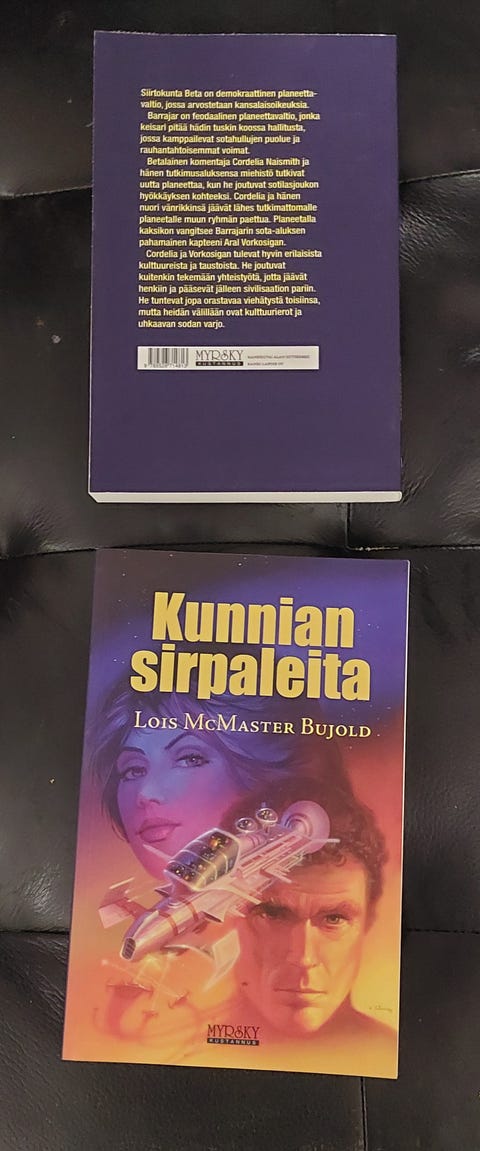 Siirtokunta Beta on demokraattinen planeetta-
valtio, jossa arvostetaan kansalaisoikeuksia.
Barrajar on feodaalinen planeettavaltio, jonka
keisari pitää hädin tuskin koossa hallitusta,
jossa kamppailevat sotahullujen puolue ja
rauhantahtoisemmat voimat.
Betalainen komentaja Cordelia Naismith ja
hänen tutkimusaluksensa miehistö tutkivat
uutta planeettaa, kun he joutuvat sotilasjoukon
hyökkäyksen kohteeksi. Cordelia ja hänen
nuori vänrikkinsä jäävät lähes tutkimattomalle
planeetalle muun ryhmän paettua. Planeetalla
kaksikon vangitsee Barrajarin sota-aluksen
pahamainen kapteeni Aral Vorkosigan.
Cordelia ja Vorkosigan tulevat hyvin erilaisista
kulttuureista ja taustoista. He joutuvat
kuitenkin tekemään yhteistyötä, jotta jäävät
henkiin ja pääsevät jälleen sivilisaation pariin.
He tuntevat jopa orastavaa viehätystä toisiinsa,
mutta heidän välillään ovat kulttuurierot ja
uhkaavan sodan varjo.
MYRSKY
KUSTANNUS
Kunnian
sirpaleita
LOIS MCMASTER BUJOLD
MYRSKY
KUSTANNUS